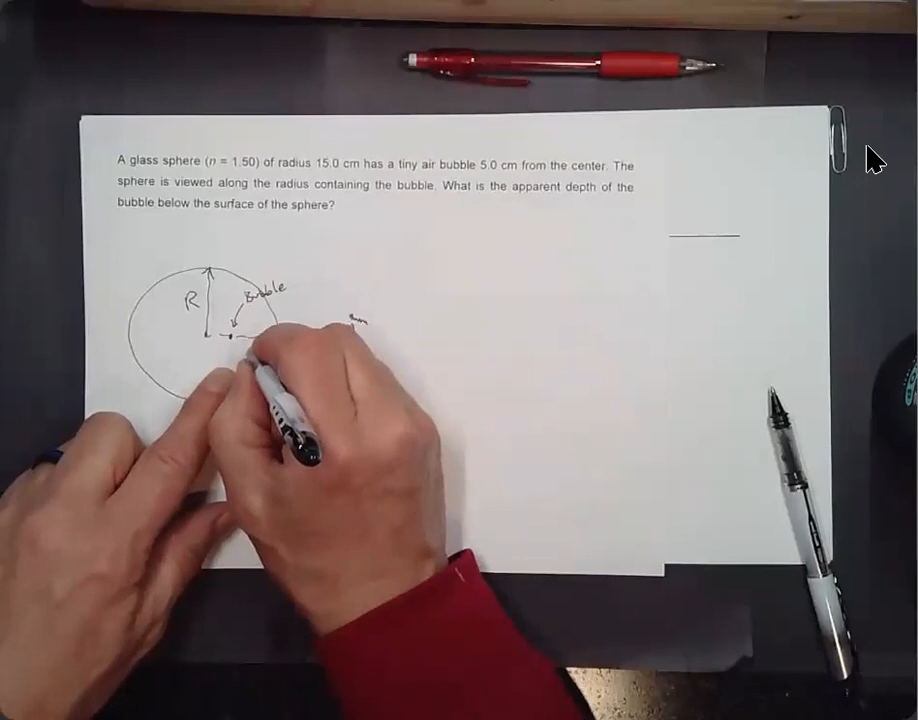 A glass sphere (n = 1.50) of radius 15.0 cm has a tiny air bubble 5.0 cm from the center. The
sphere is viewed along the radius containing the bubble. What is the apparent depth of the
bubble below the surface of the sphere?
Bubble
R